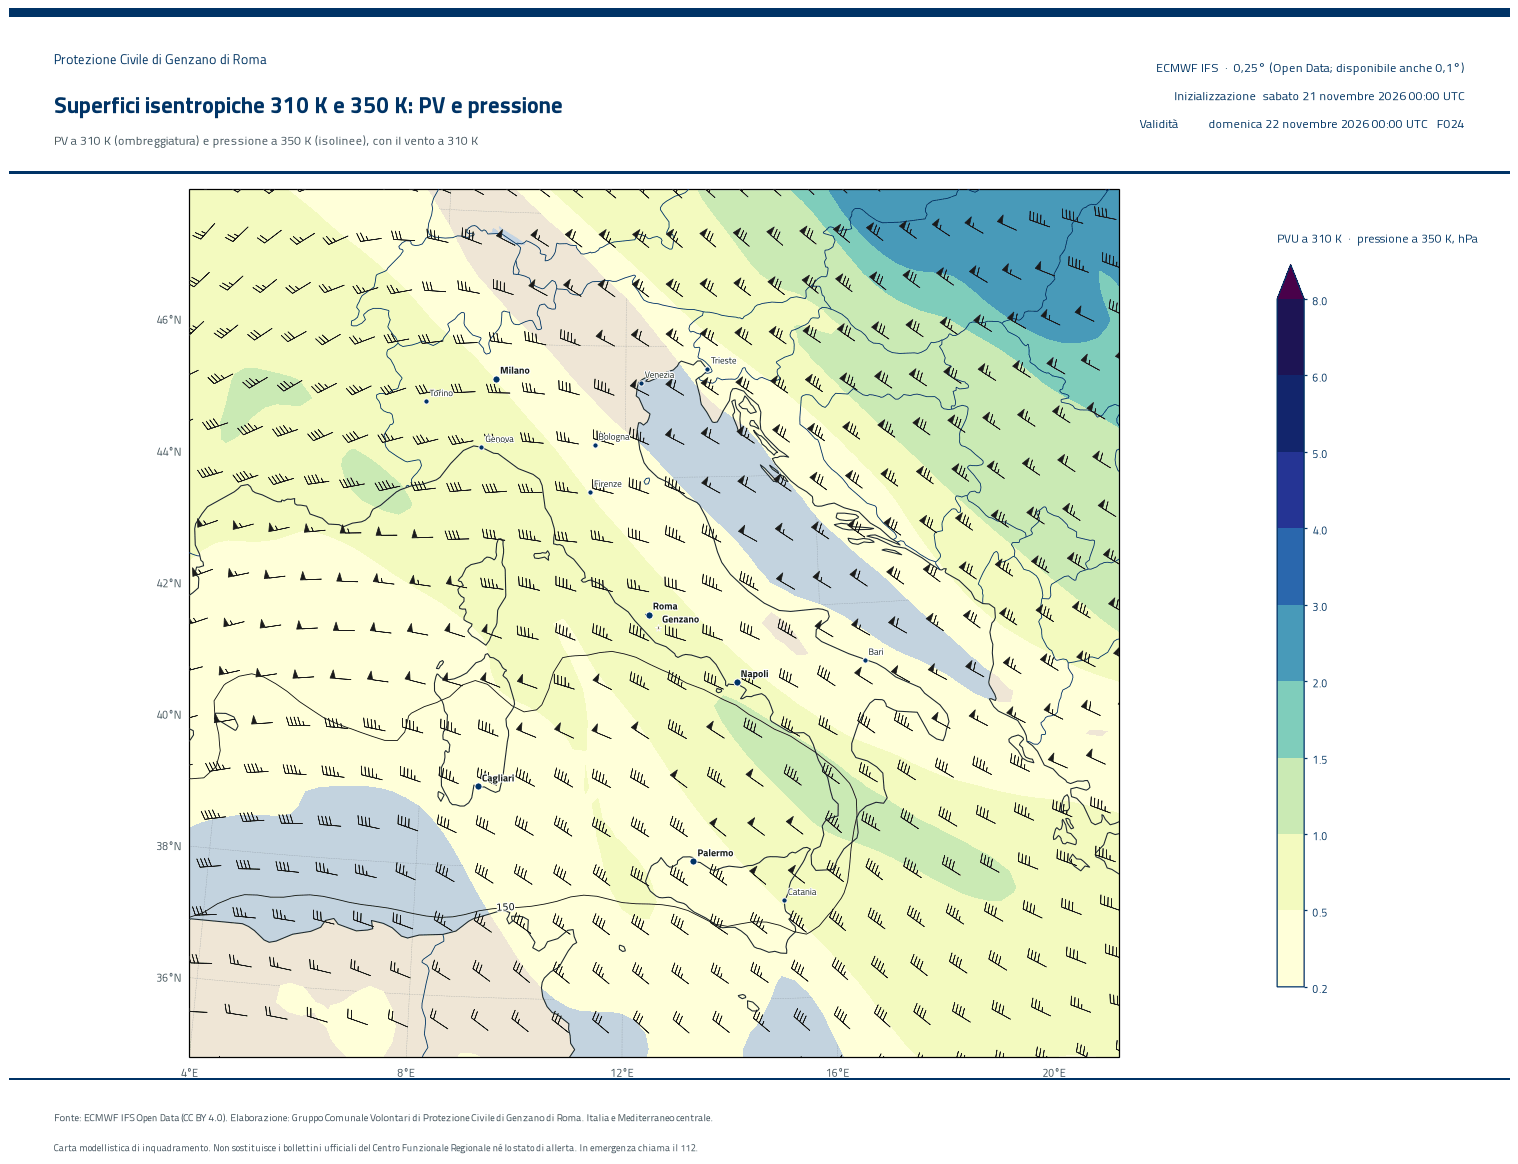 Protezione Civile di Genzano di Roma
Superfici isentropiche 310 K e 350 K: PV e pressione
PV a 310 K (ombreggiatura) e pressione a 350 K (isolinee), con il vento a 310 K
ECMWF IFS · 0,25° (Open Data; disponibile anche 0,1°)
Inizializzazione sabato 21 novembre 2026 00:00 UTC
Validità domenica 22 novembre 2026 00:00 UTC F024
PVU a 310 K · pressione a 350 K, hPa
8.0
6.0
5.0
4.0
3.0
2.0
1.5
1.0
0.5
0.2
46°N
44°N
42°N
40°N
38°N
36°N
4°E
8°E
12°E
16°E
20°E
Trieste
Milano
Venezia
Torino
Genova
Bologna
Firenze
Roma
Genzano
Bari
Napoli
Cagliari
Palermo
Catania
150
Fonte: ECMWF IFS Open Data (CC BY 4.0). Elaborazione: Gruppo Comunale Volontari di Protezione Civile di Genzano di Roma. Italia e Mediterraneo centrale.
Carta modellistica di inquadramento. Non sostituisce i bollettini ufficiali del Centro Funzionale Regionale né lo stato di allerta. In emergenza chiama il 112.